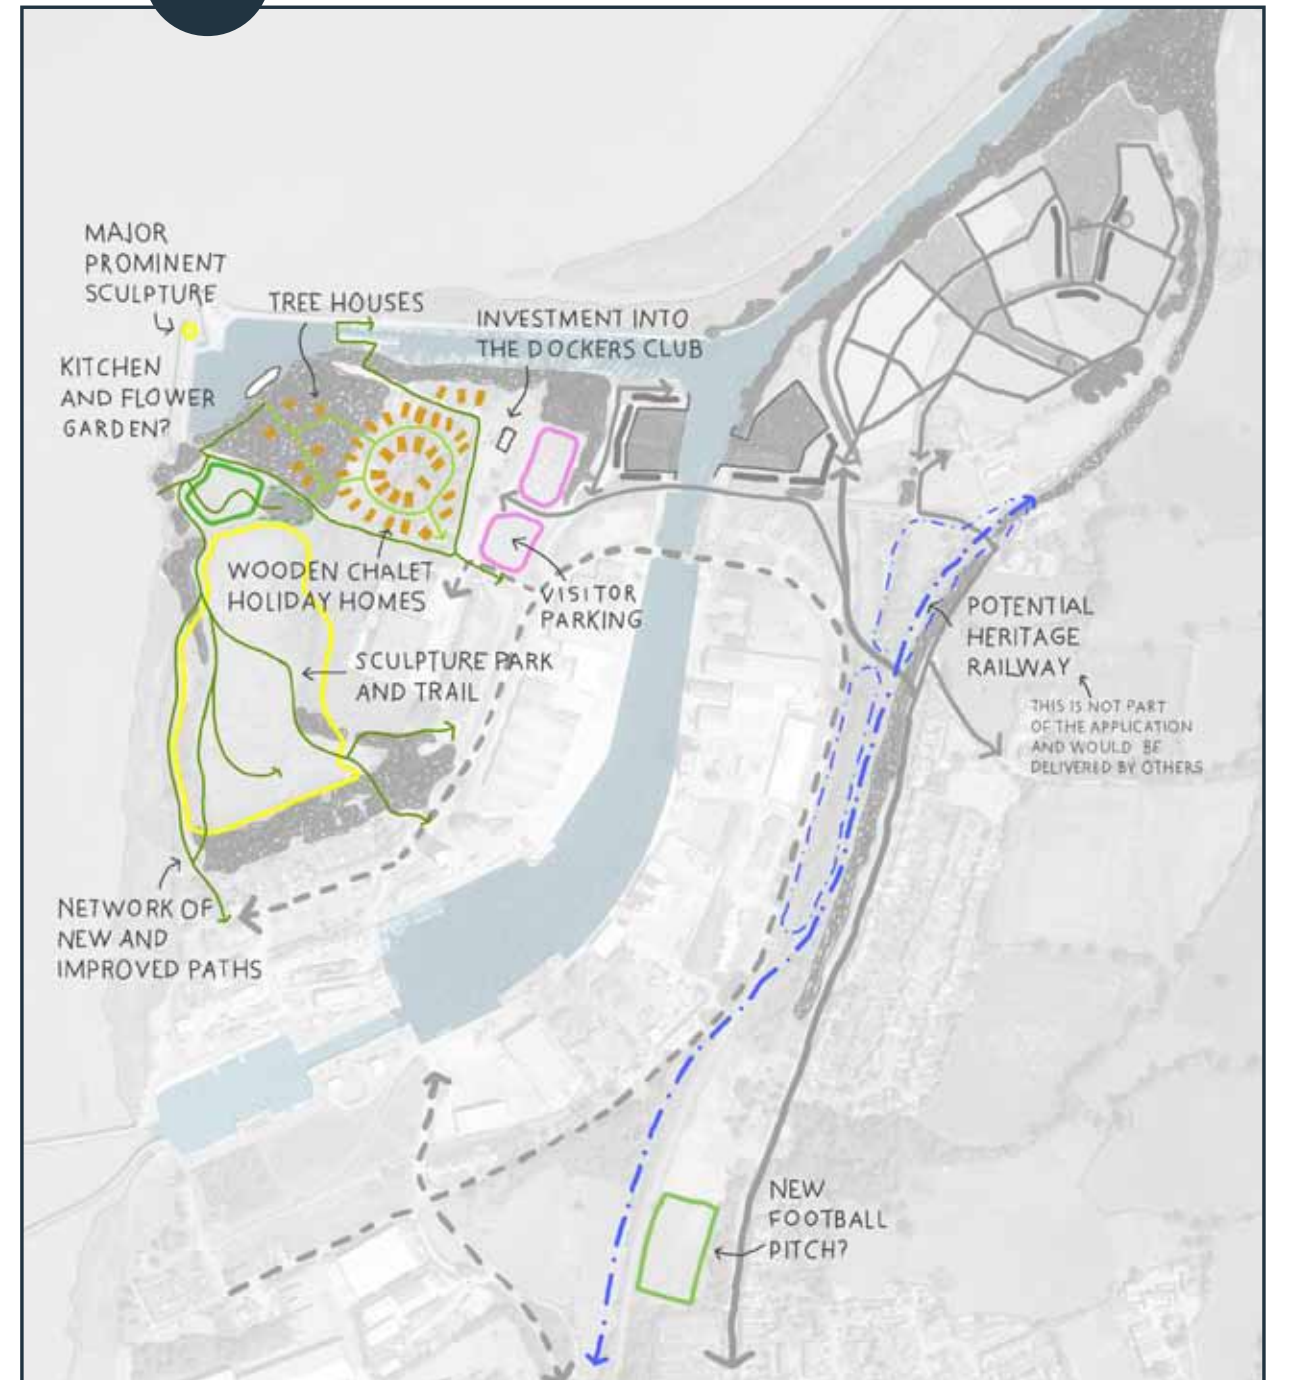 MAJOR
PROMINENT
SCULPTURE
TREE HOUSES
INVESTMENT INTO
THE DOCKERS CLUB
KITCHEN
AND FLOWER
GARDEN?
WOODEN CHALET
HOLIDAY HOMES
VISITOR
PARKING
POTENTIAL
HERITAGE
RAILWAY
THIS IS NOT PART
OF THE APPLICATION
AND WOULD BE
DELIVERED BY OTHERS
SCULPTURE PARK
AND TRAIL
NETWORK OF
NEW AND
IMPROVED PATHS
NEW
FOOTBALL
PITCH?